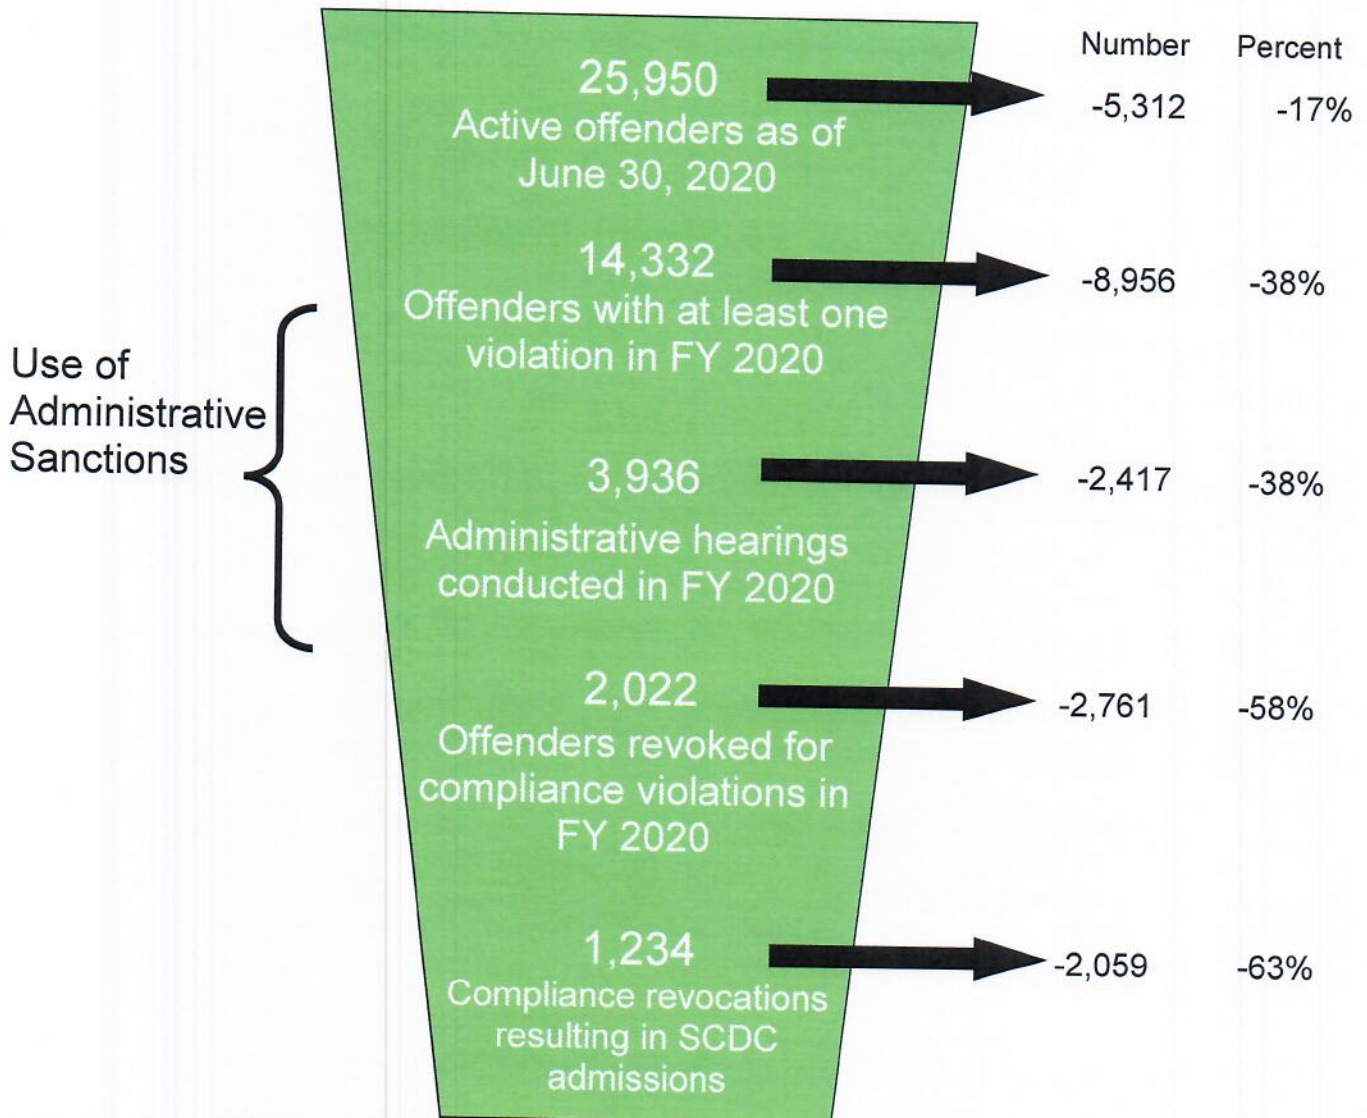 Number Percent
25,950
-5,312 -17%
Active offenders as of
June 30, 2020
14,332
-8,956 -38%
Offenders with at least one
violation in FY 2020
Use of
Administrative
Sanctions
3,936
-2,417 -38%
Administrative hearings
conducted in FY 2020
2,022
-2,761 -58%
Offenders revoked for
compliance violations in
FY 2020
1,234
-2,059 -63%
Compliance revocations
resulting in SCDC
admissions